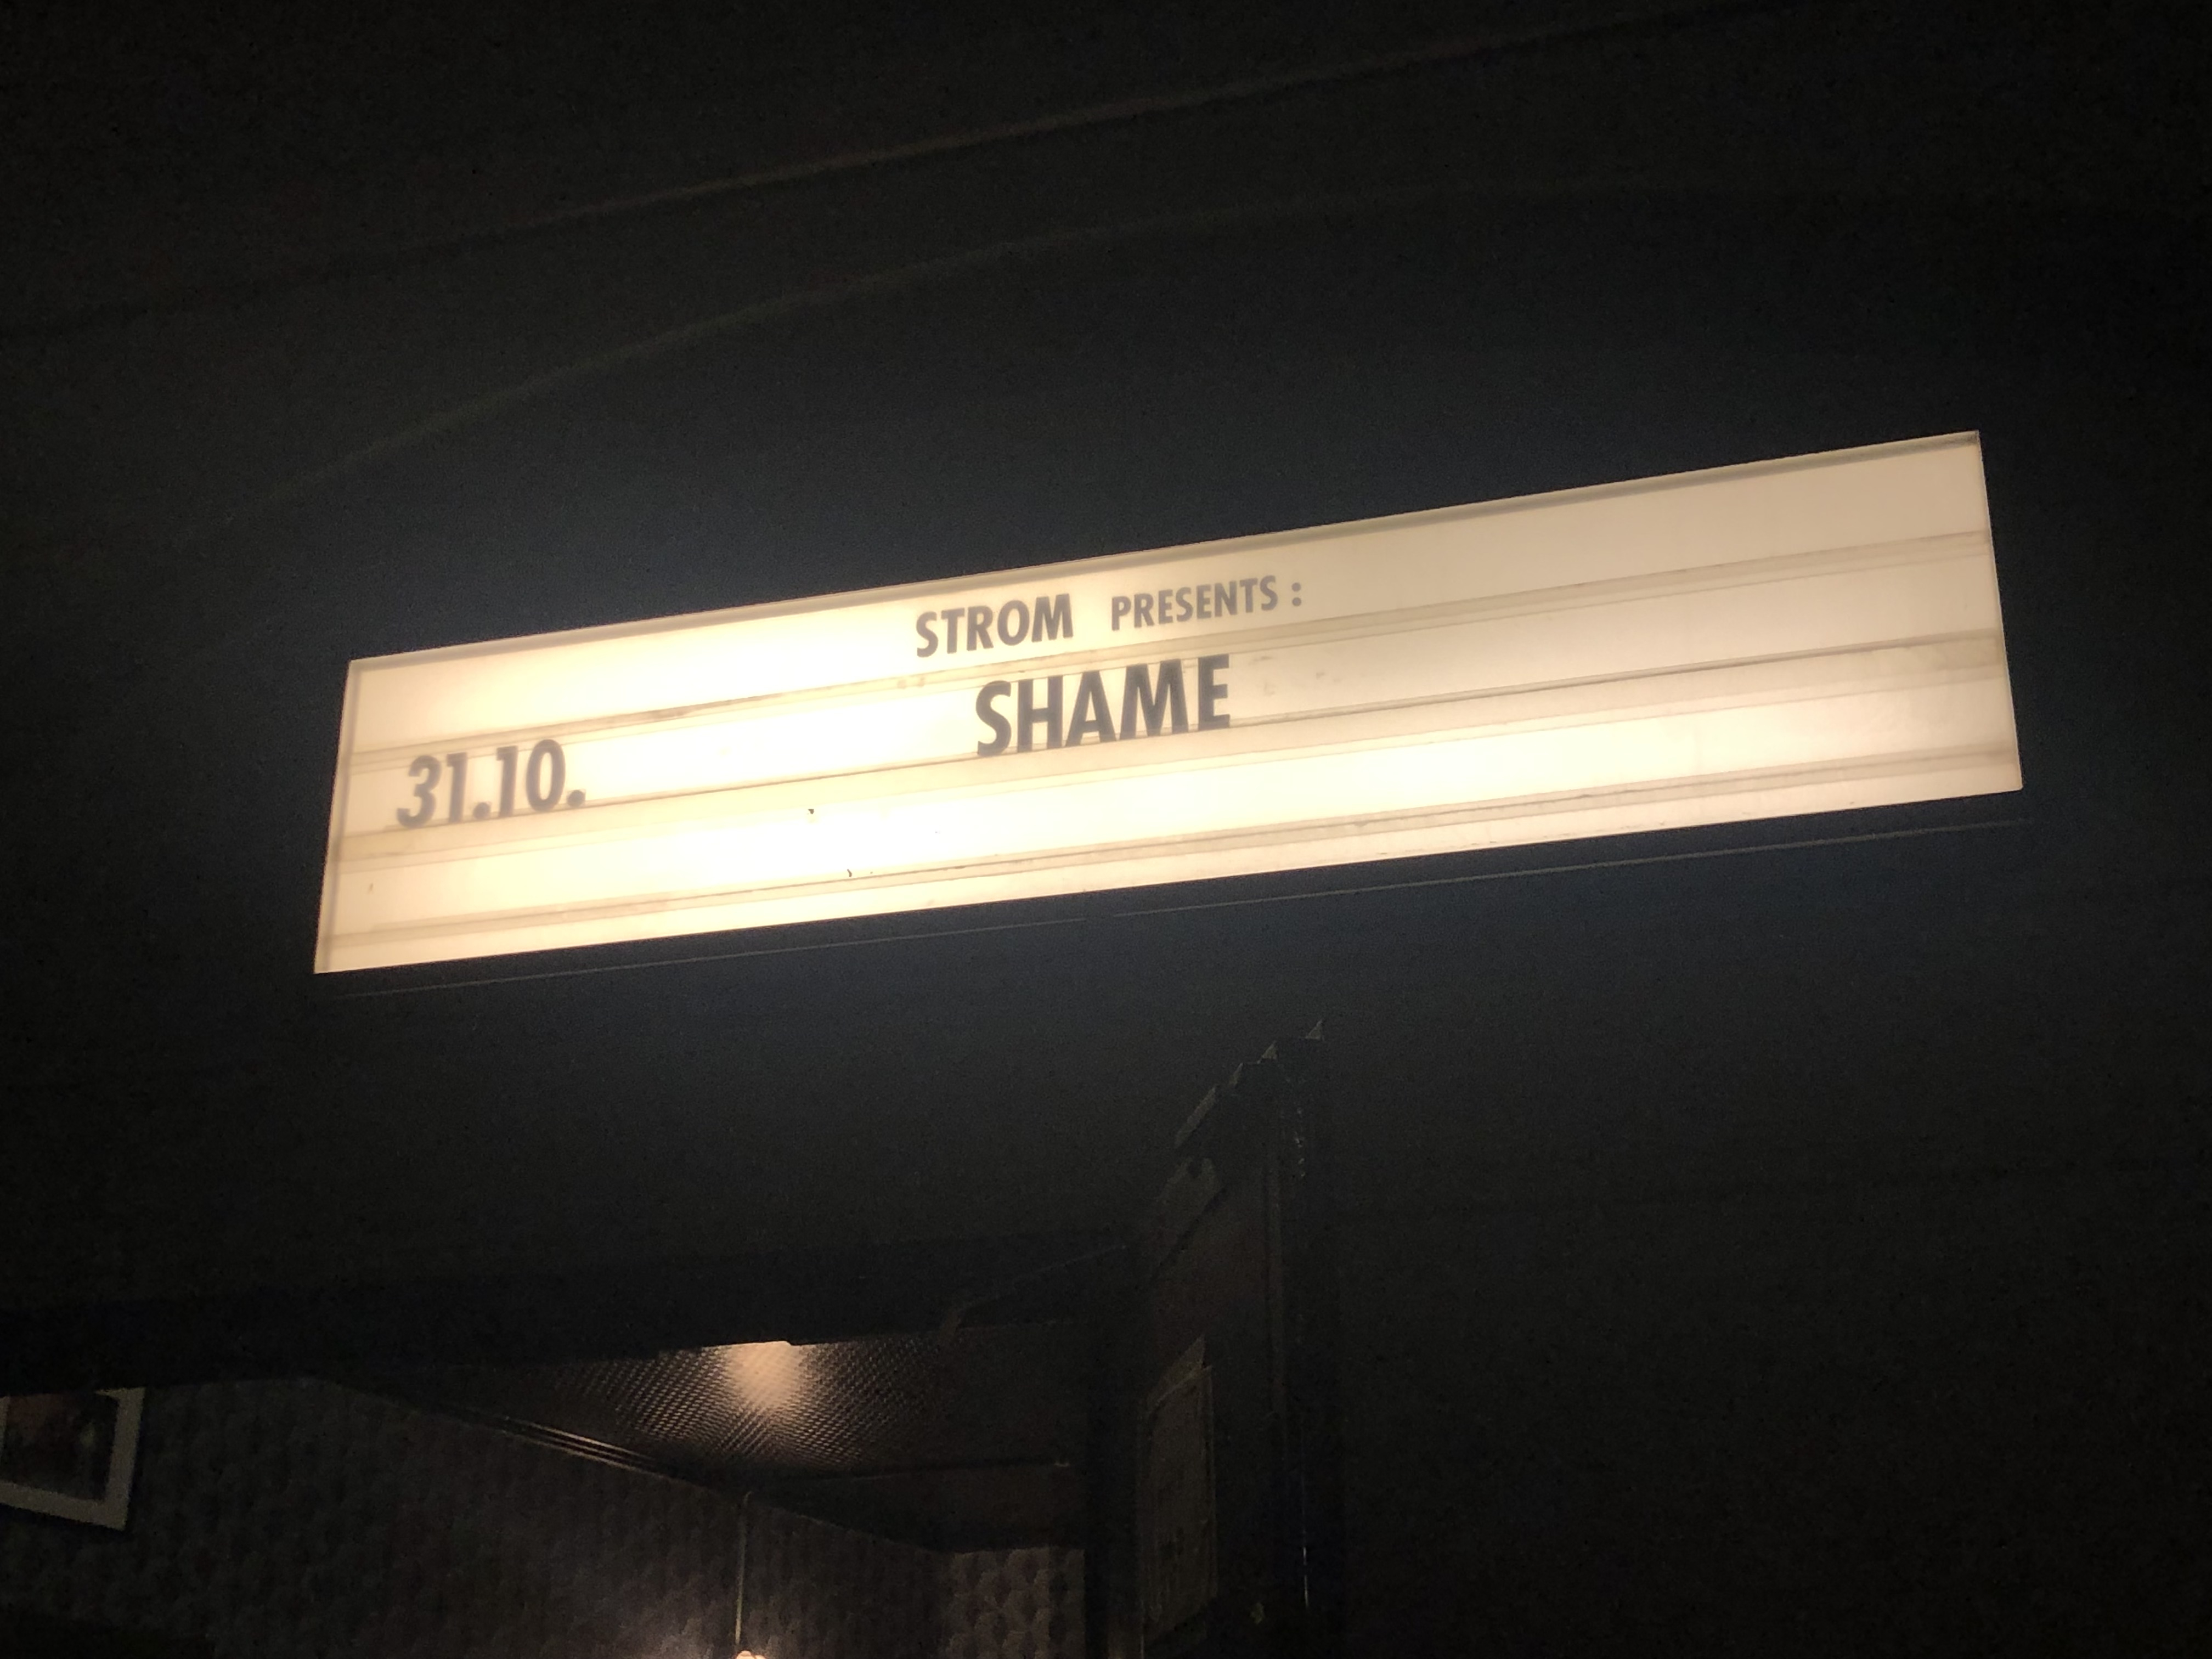 STROM PRESENTS:
31.10. SHAME